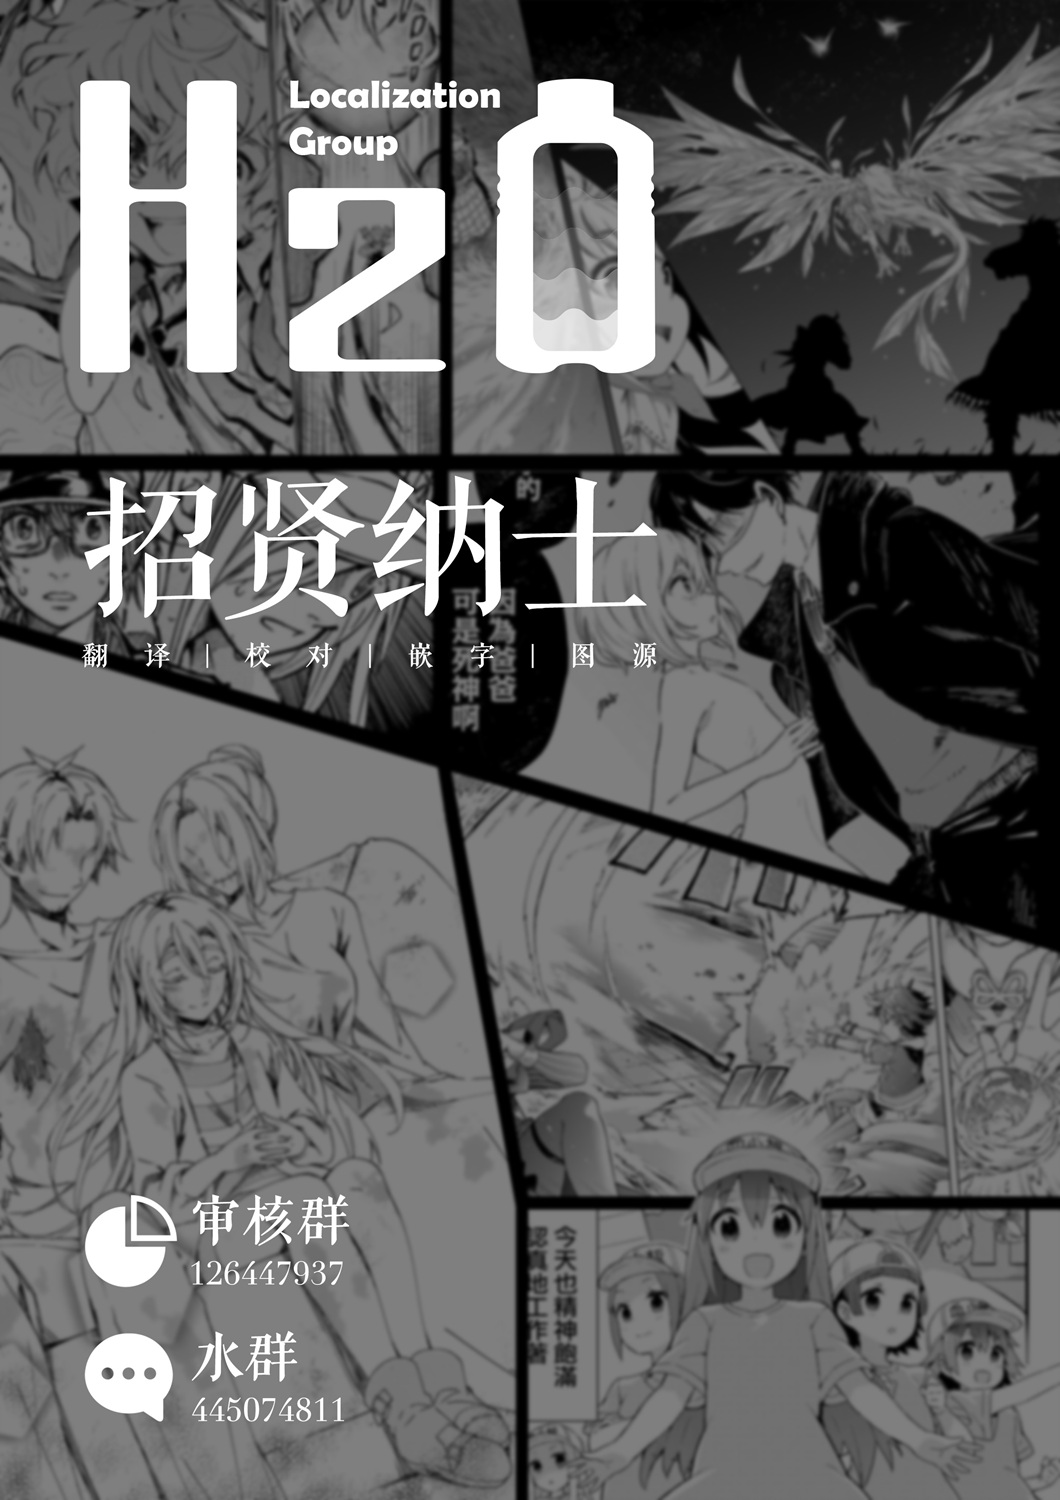 H2O
Localization
Group
招贤纳士
翻译 | 校对 | 嵌字 | 图源
的
因為爸爸
可是死神啊
审核群
126447937
水群
445074811
今天也精神飽滿
認真地工作著